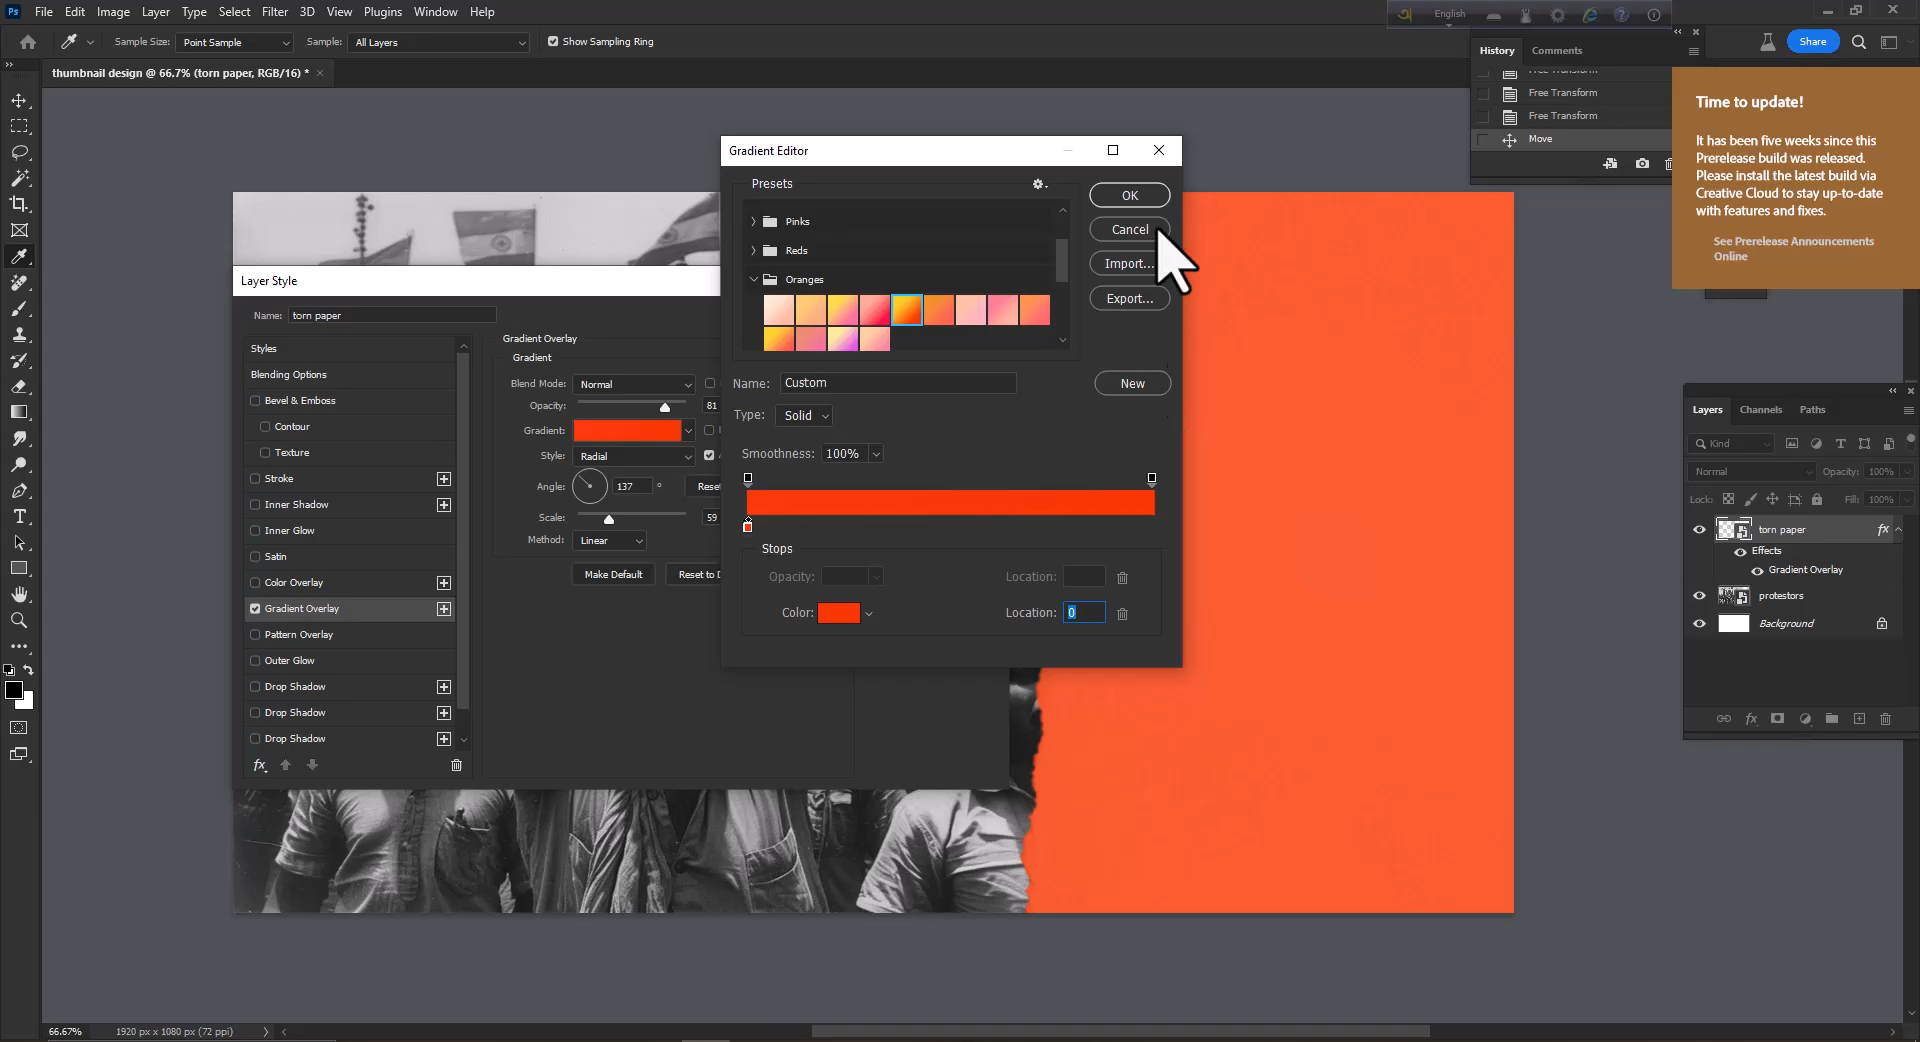 Ps File Edit Image Layer Type Select Filter 3D View Plugins Window Help
অ English
Sample Size: Point Sample Sample: All Layers Show Sampling Ring
Share
thumbnail design @ 66.7% (torn paper, RGB/16) * ×
History Comments
Free Transform
Free Transform
Free Transform
Move
Time to update!
It has been five weeks since this
Prerelease build was released.
Please install the latest build via
Creative Cloud to stay up-to-date
with features and fixes.
See Prerelease Announcements
Online
Gradient Editor
Presets
Pinks
Reds
Oranges
OK
Cancel
Import...
Export...
Name: Custom
New
Type: Solid
Smoothness: 100%
Stops
Opacity:
Location:
Color:
Location: 0
Layer Style
Name: torn paper
Styles
Blending Options
Bevel & Emboss
Contour
Texture
Stroke
Inner Shadow
Inner Glow
Satin
Color Overlay
Gradient Overlay
Pattern Overlay
Outer Glow
Drop Shadow
Drop Shadow
Drop Shadow
fx
Gradient Overlay
Gradient
Blend Mode: Normal
Opacity: 81
Gradient:
Style: Radial
Angle: 137 °
Scale: 59
Method: Linear
Make Default
Layers Channels Paths
Kind
Normal Opacity: 100%
Lock: Fill: 100%
torn paper fx
Effects
Gradient Overlay
protestors
Background
fx
66.67% 1920 px x 1080 px (72 ppi)